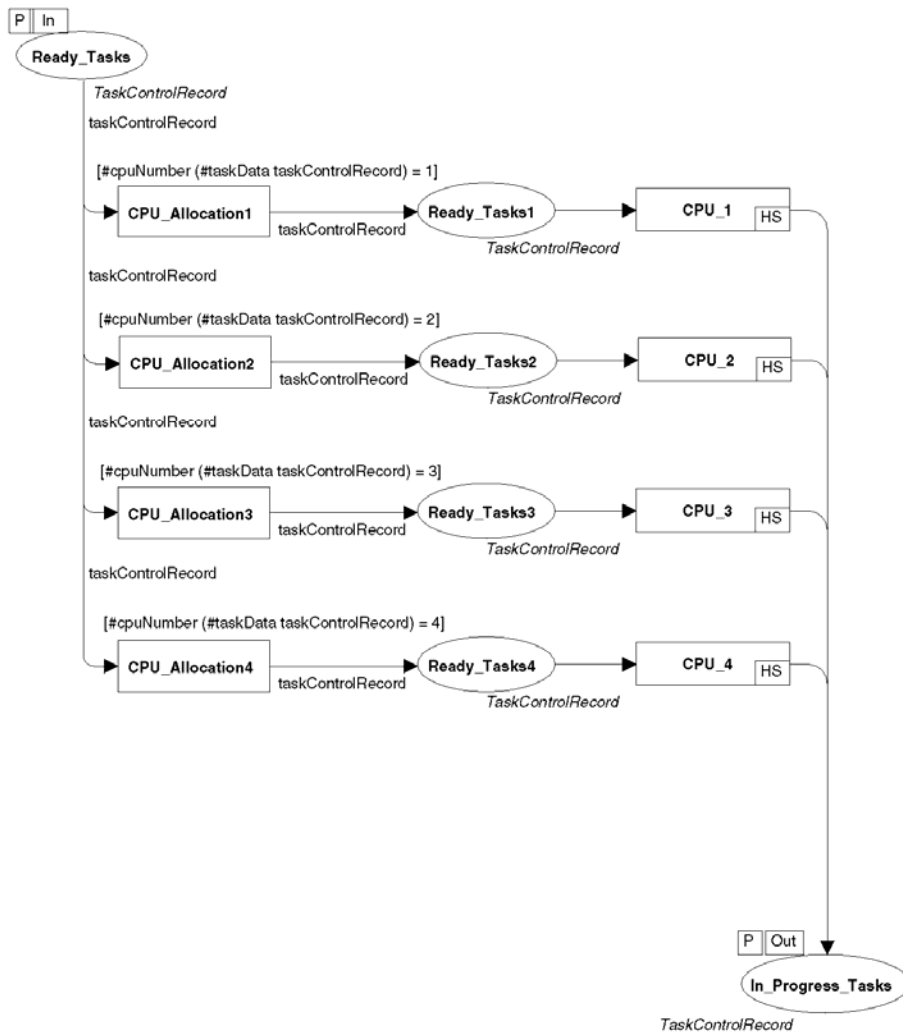 P In
Ready_Tasks
TaskControlRecord
taskControlRecord
[#cpuNumber (#taskData taskControlRecord) = 1]
CPU_Allocation1
taskControlRecord
Ready_Tasks1
TaskControlRecord
CPU_1
HS
taskControlRecord
[#cpuNumber (#taskData taskControlRecord) = 2]
CPU_Allocation2
taskControlRecord
Ready_Tasks2
TaskControlRecord
CPU_2
HS
taskControlRecord
[#cpuNumber (#taskData taskControlRecord) = 3]
CPU_Allocation3
taskControlRecord
Ready_Tasks3
TaskControlRecord
CPU_3
HS
taskControlRecord
[#cpuNumber (#taskData taskControlRecord) = 4]
CPU_Allocation4
taskControlRecord
Ready_Tasks4
TaskControlRecord
CPU_4
HS
P Out
In_Progress_Tasks
TaskControlRecord